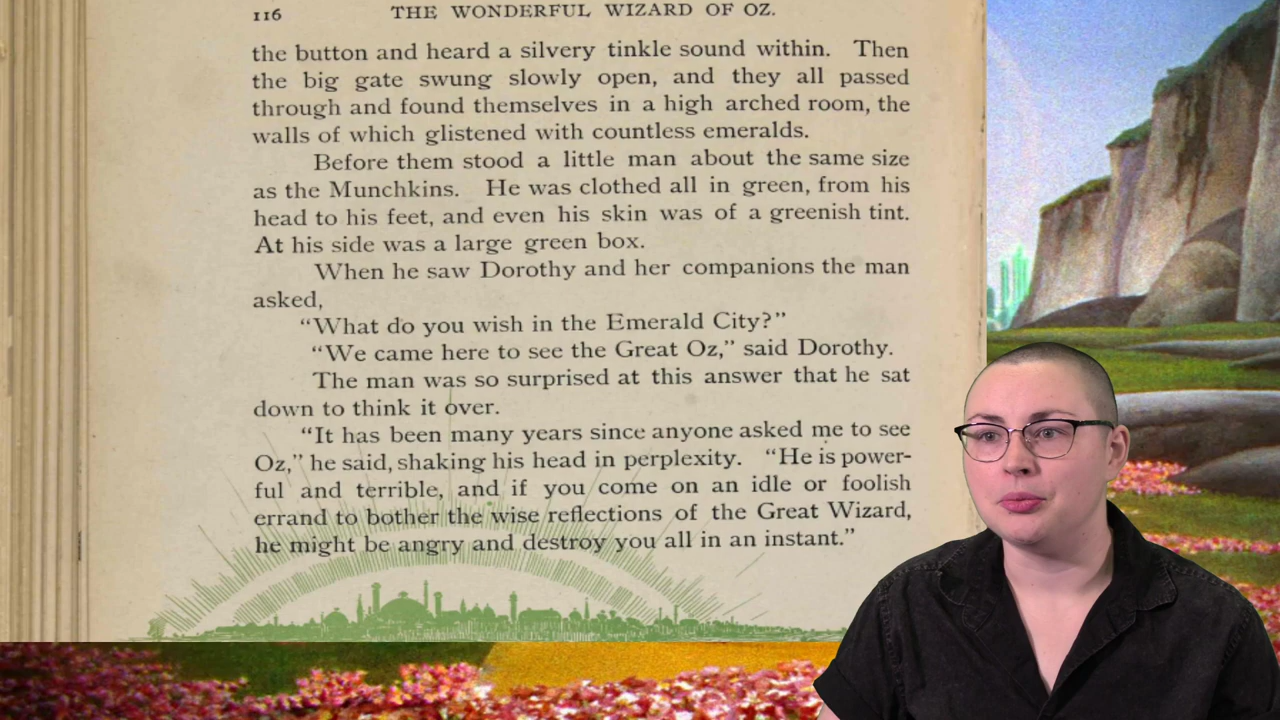 116 THE WONDERFUL WIZARD OF OZ.
the button and heard a silvery tinkle sound within. Then
the big gate swung slowly open, and they all passed
through and found themselves in a high arched room, the
walls of which glistened with countless emeralds.
Before them stood a little man about the same size
as the Munchkins. He was clothed all in green, from his
head to his feet, and even his skin was of a greenish tint.
At his side was a large green box.
When he saw Dorothy and her companions the man
asked,
“What do you wish in the Emerald City?”
“We came here to see the Great Oz,” said Dorothy.
The man was so surprised at this answer that he sat
down to think it over.
“It has been many years since anyone asked me to see
Oz,” he said, shaking his head in perplexity. “He is power-
ful and terrible, and if you come on an idle or foolish
errand to bother the wise reflections of the Great Wizard,
he might be angry and destroy you all in an instant.”